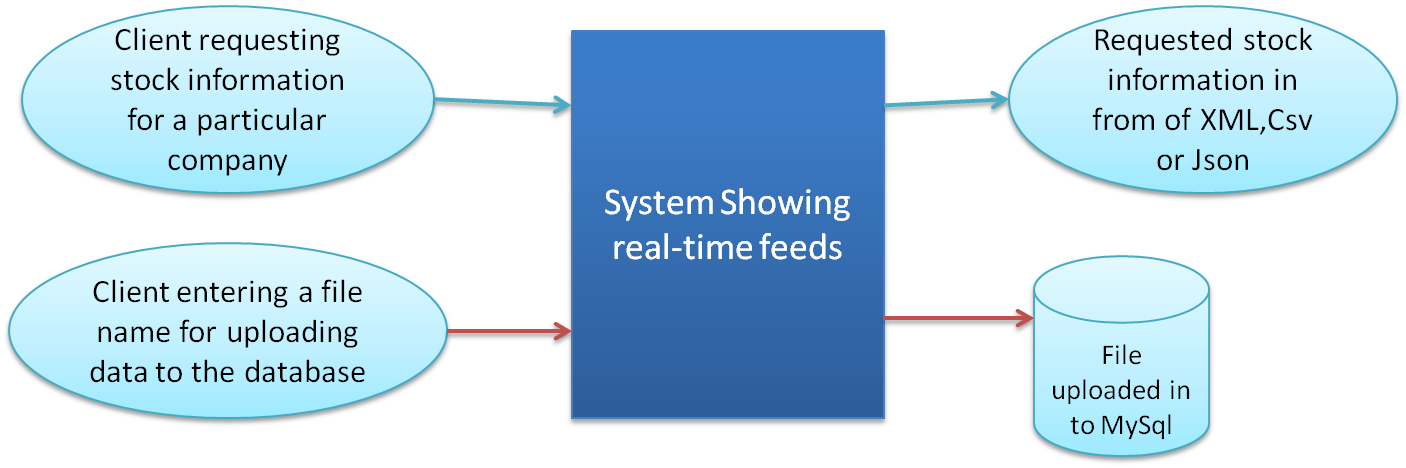 Client requesting
stock information
for a particular
company
System Showing
real-time feeds
Requested stock
information in
from of XML,Csv
or Json
Client entering a file
name for uploading
data to the database
File
uploaded in
to MySql